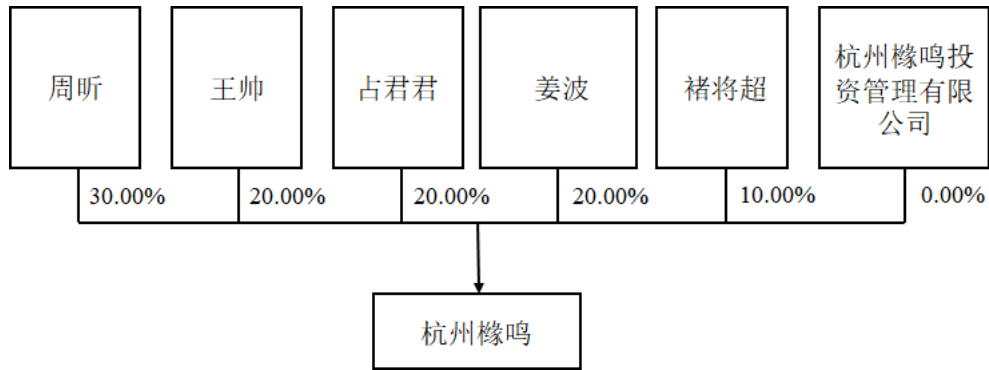 周昕
王帅
占君君
姜波
褚将超
杭州橼鸣投
资管理有限
公司
30.00%
20.00%
20.00%
20.00%
10.00%
0.00%
杭州橼鸣